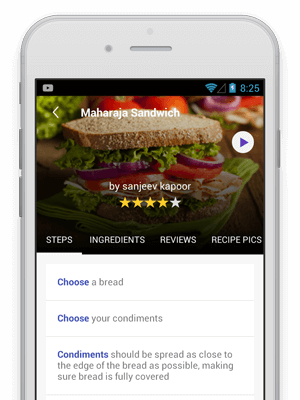 8:25
Maharaja Sandwich
by sanjeev kapoor
STEPS INGREDIENTS REVIEWS RECIPE PICS
Choose a bread
Choose your condiments
Condiments should be spread as close to
the edge of the bread as possible, making
sure bread is fully covered